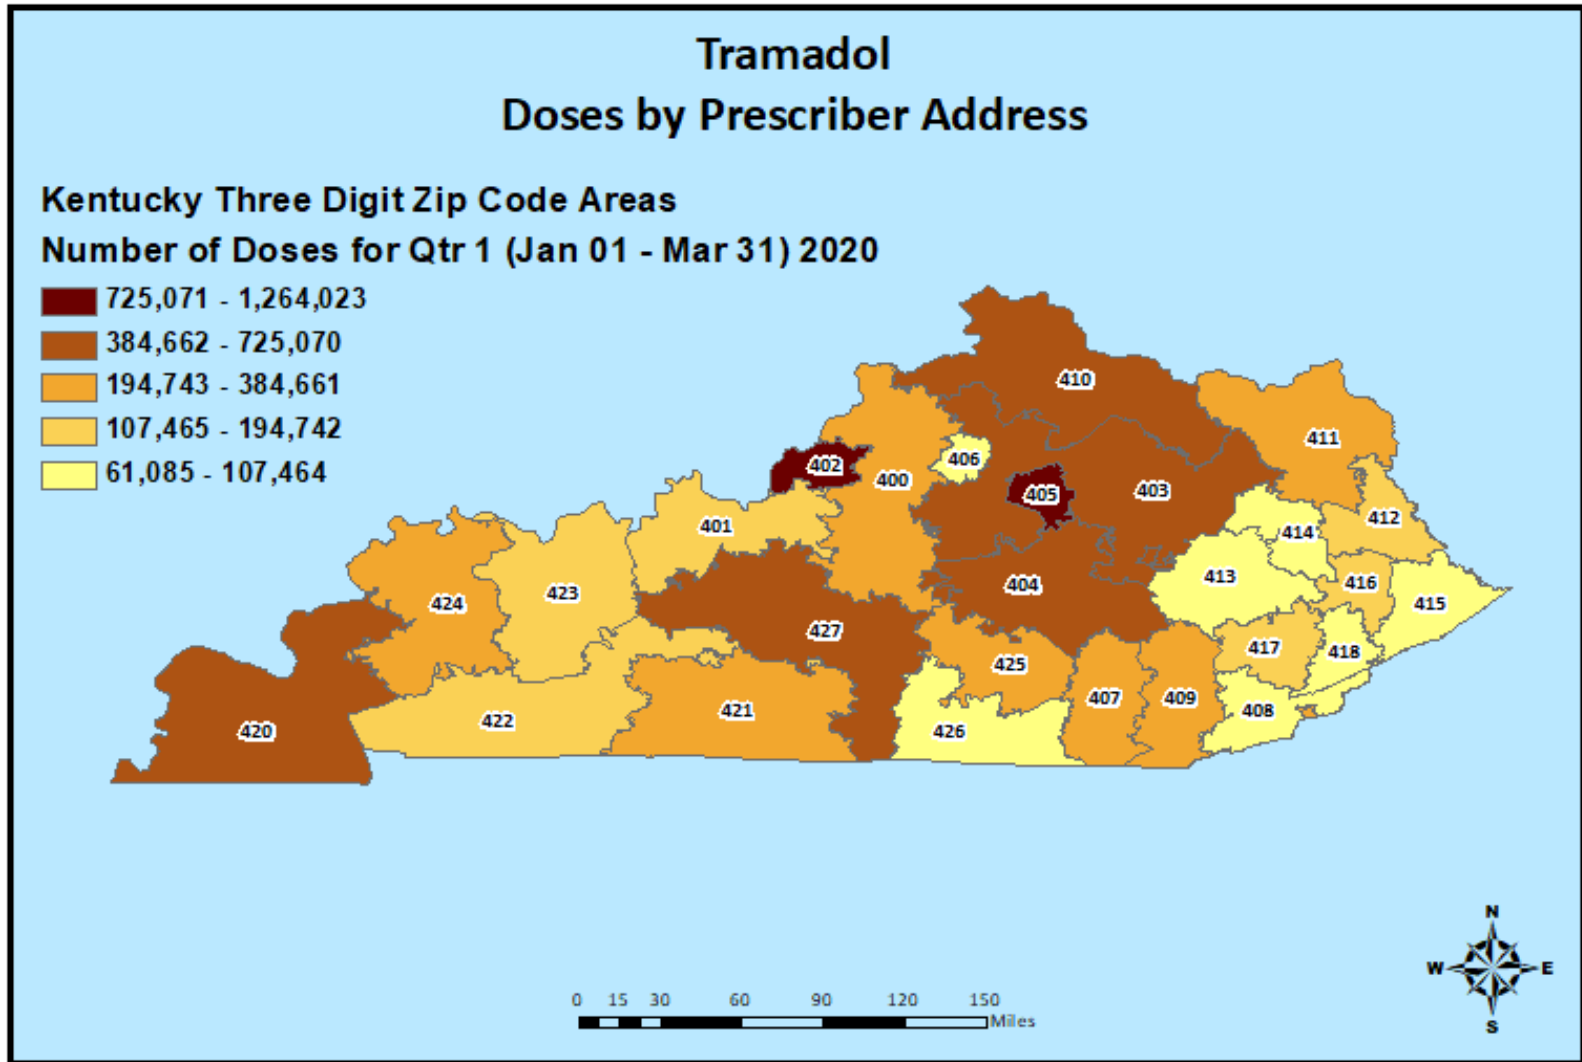 Tramadol
Doses by Prescriber Address
Kentucky Three Digit Zip Code Areas
Number of Doses for Qtr 1 (Jan 01 - Mar 31) 2020
725,071 - 1,264,023
384,662 - 725,070
194,743 - 384,661
107,465 - 194,742
61,085 - 107,464
410
411
406
402
400
405
403
412
401
414
413
416
404
423
424
415
427
417
418
425
407
409
408
421
422
420
426
N
W E
S
0 15 30 60 90 120 150
Miles